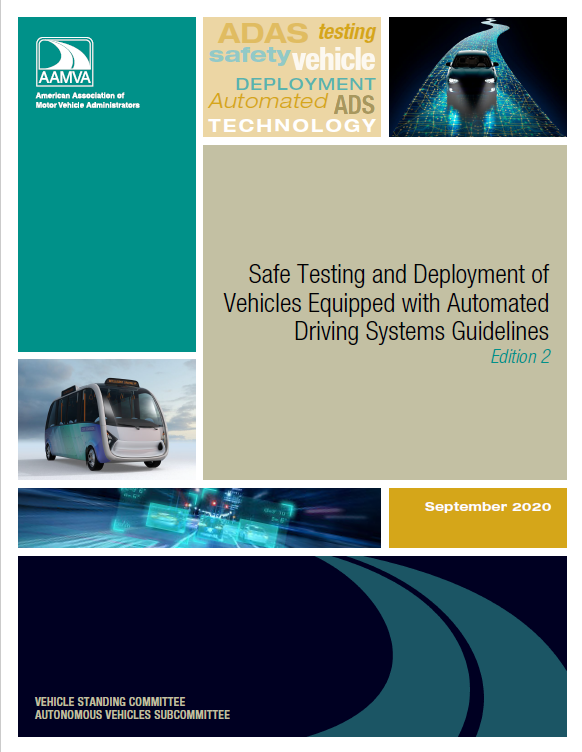 AAMVA
American Association of
Motor Vehicle Administrators
ADAS testing
safety vehicle
DEPLOYMENT
Automated ADS
TECHNOLOGY
Safe Testing and Deployment of
Vehicles Equipped with Automated
Driving Systems Guidelines
Edition 2
September 2020
VEHICLE STANDING COMMITTEE
AUTONOMOUS VEHICLES SUBCOMMITTEE